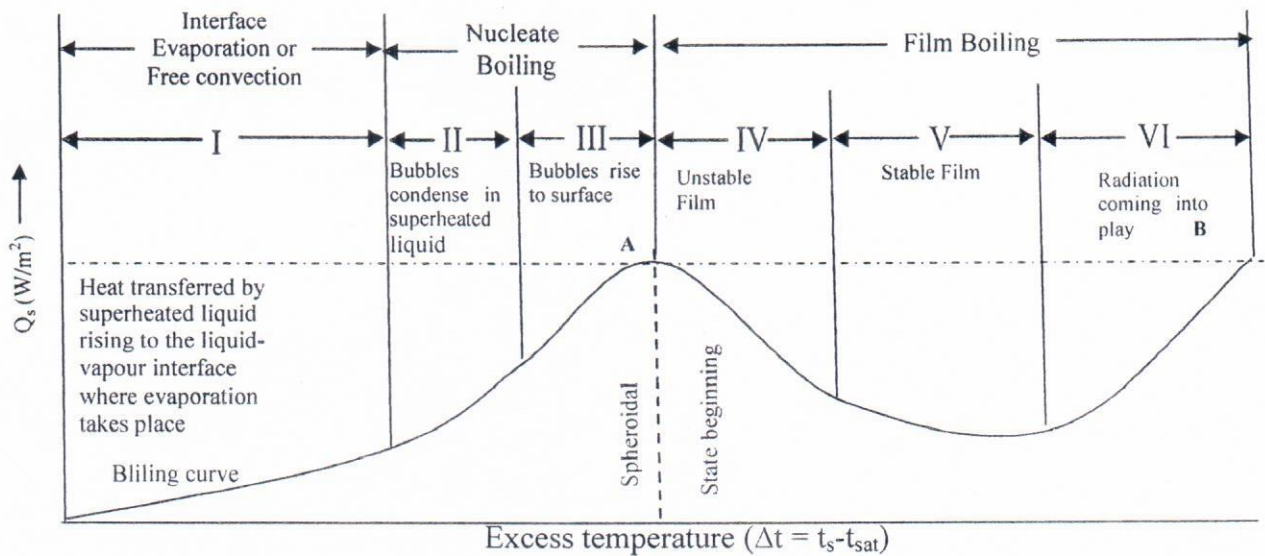 Interface
Evaporation or
Free convection
Nucleate
Boiling
Film Boiling
I
II
III
IV
V
VI
Bubbles
condense in
superheated
liquid
Bubbles rise
to surface
Unstable
Film
Stable Film
Radiation
coming into
play B
A
Qs (W/m²)
Heat transferred by
superheated liquid
rising to the liquid-
vapour interface
where evaporation
takes place
Bliling curve
Spheroidal
State beginning
Excess temperature (Δt = ts-tsat)